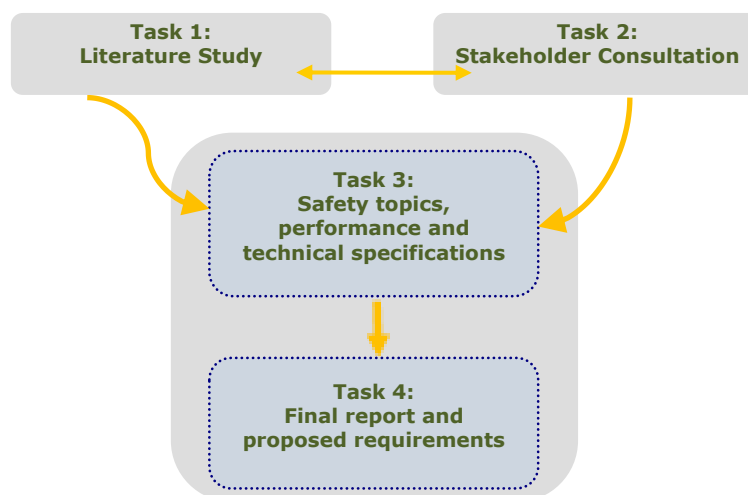 Task 1:
Literature Study
Task 2:
Stakeholder Consultation
Task 3:
Safety topics,
performance and
technical specifications
Task 4:
Final report and
proposed requirements